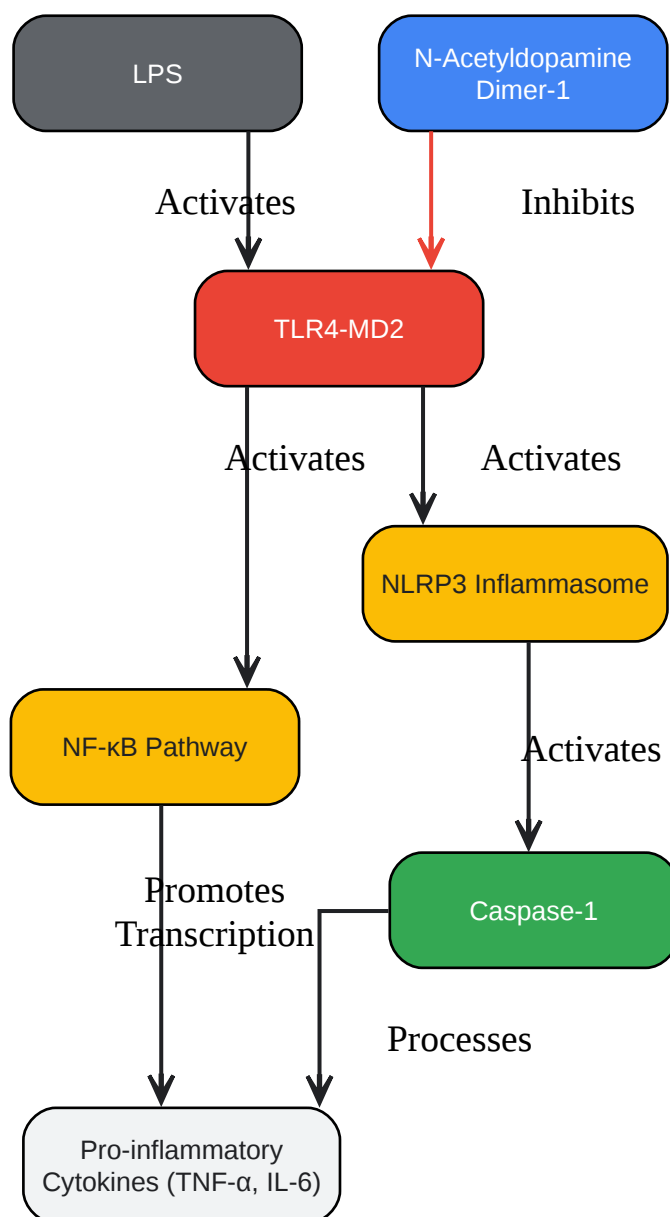 LPS
N-Acetyldopamine
Dimer-1
Activates
Inhibits
TLR4-MD2
Activates
Activates
NLRP3 Inflammasome
NF-κB Pathway
Activates
Promotes
Transcription
Caspase-1
Processes
Pro-inflammatory
Cytokines (TNF-α, IL-6)